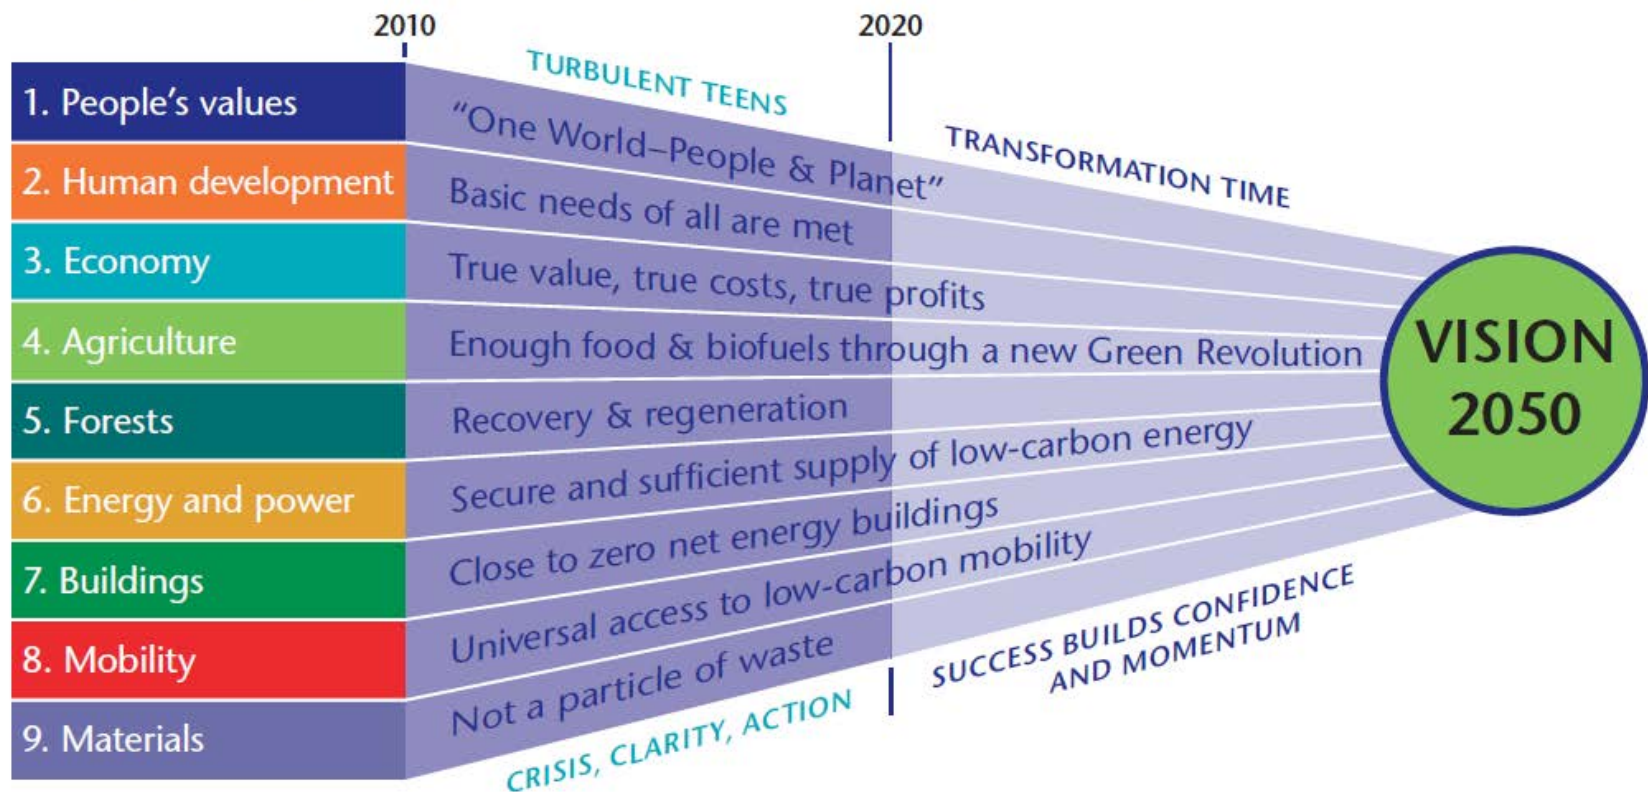 2010
2020
TURBULENT TEENS
TRANSFORMATION TIME
1. People’s values
“One World–People & Planet”
2. Human development
Basic needs of all are met
3. Economy
True value, true costs, true profits
4. Agriculture
Enough food & biofuels through a new Green Revolution
5. Forests
Recovery & regeneration
6. Energy and power
Secure and sufficient supply of low-carbon energy
7. Buildings
Close to zero net energy buildings
8. Mobility
Universal access to low-carbon mobility
9. Materials
Not a particle of waste
VISION
2050
CRISIS, CLARITY, ACTION
SUCCESS BUILDS CONFIDENCE
AND MOMENTUM